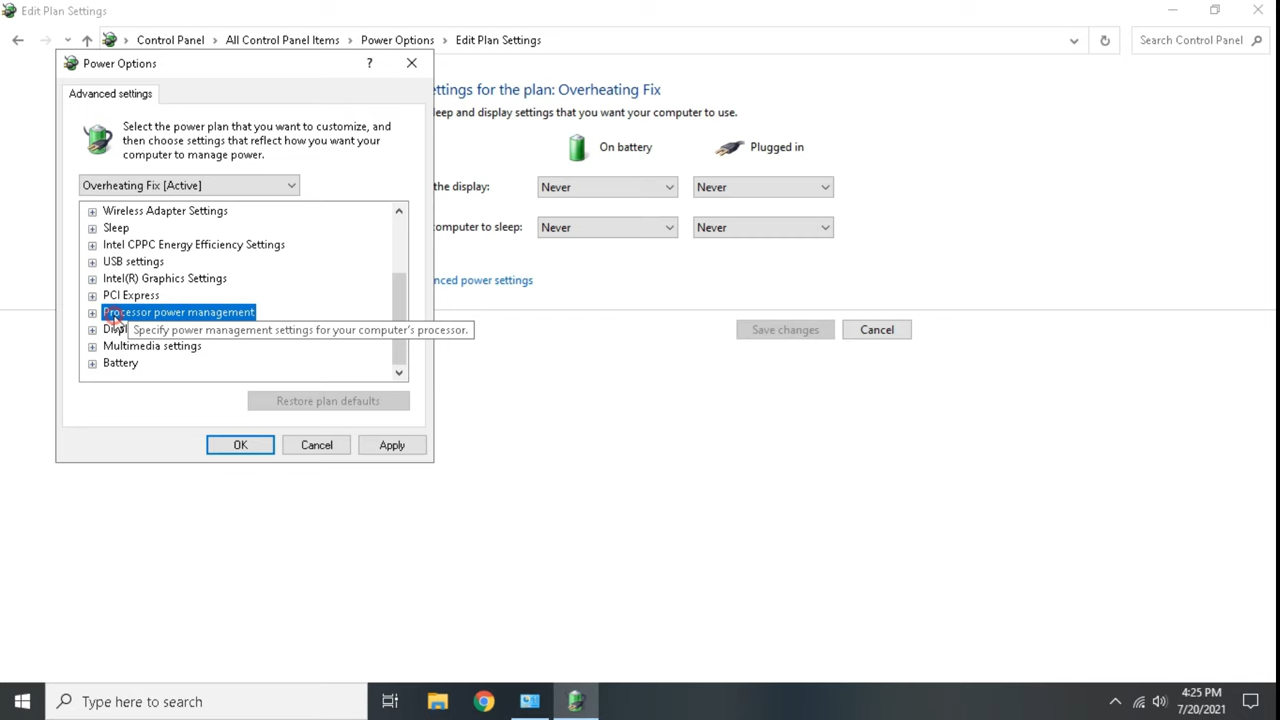 Edit Plan Settings
Control Panel > All Control Panel Items > Power Options > Edit Plan Settings
Search Control Panel
Power Options
?
Advanced settings
Select the power plan that you want to customize, and
then choose settings that reflect how you want your
computer to manage power.
Overheating Fix [Active]
Wireless Adapter Settings
Sleep
Intel CPPC Energy Efficiency Settings
USB settings
Intel(R) Graphics Settings
PCI Express
Processor power management
Displ
Specify power management settings for your computer's processor.
Multimedia settings
Battery
Restore plan defaults
OK Cancel Apply
ettings for the plan: Overheating Fix
leep and display settings that you want your computer to use.
On battery Plugged in
the display: Never Never
computer to sleep: Never Never
nced power settings
Save changes Cancel
Type here to search
4:25 PM
7/20/2021